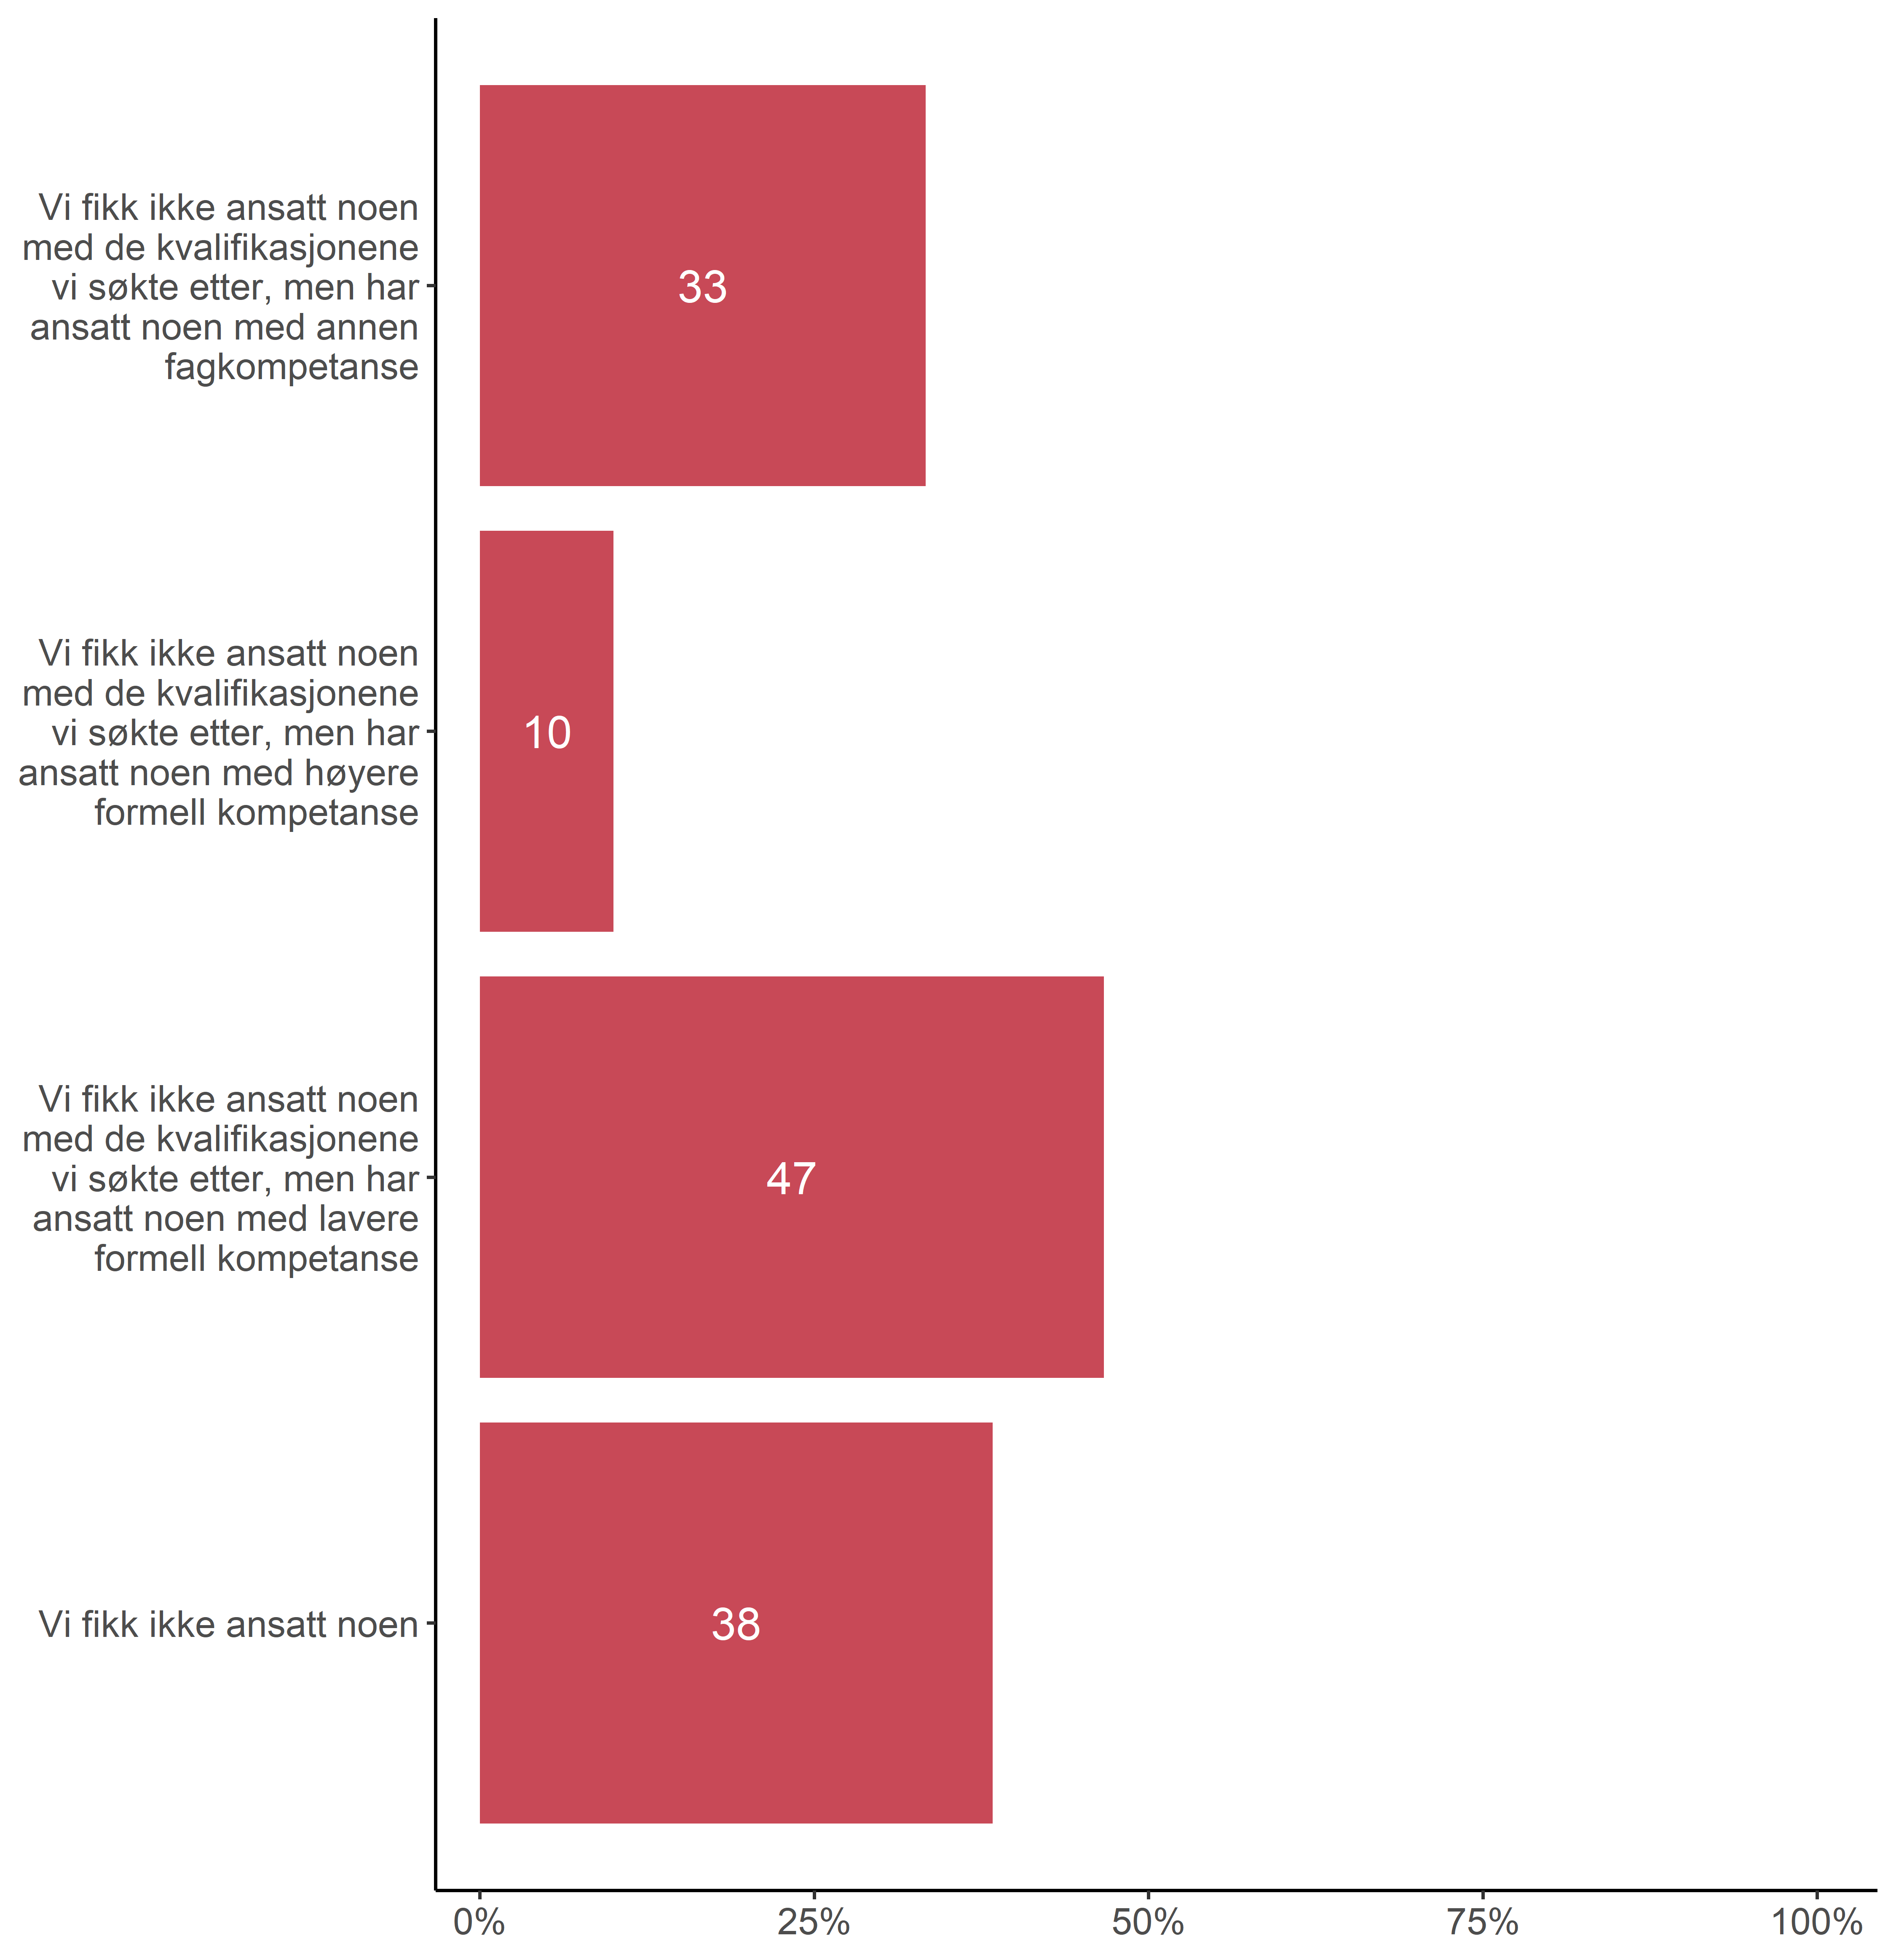 Vi fikk ikke ansatt noen
med de kvalifikasjonene
vi søkte etter, men har
ansatt noen med annen
fagkompetanse
33
Vi fikk ikke ansatt noen
med de kvalifikasjonene
vi søkte etter, men har
ansatt noen med høyere
formell kompetanse
10
Vi fikk ikke ansatt noen
med de kvalifikasjonene
vi søkte etter, men har
ansatt noen med lavere
formell kompetanse
47
Vi fikk ikke ansatt noen
38
0% 25% 50% 75% 100%